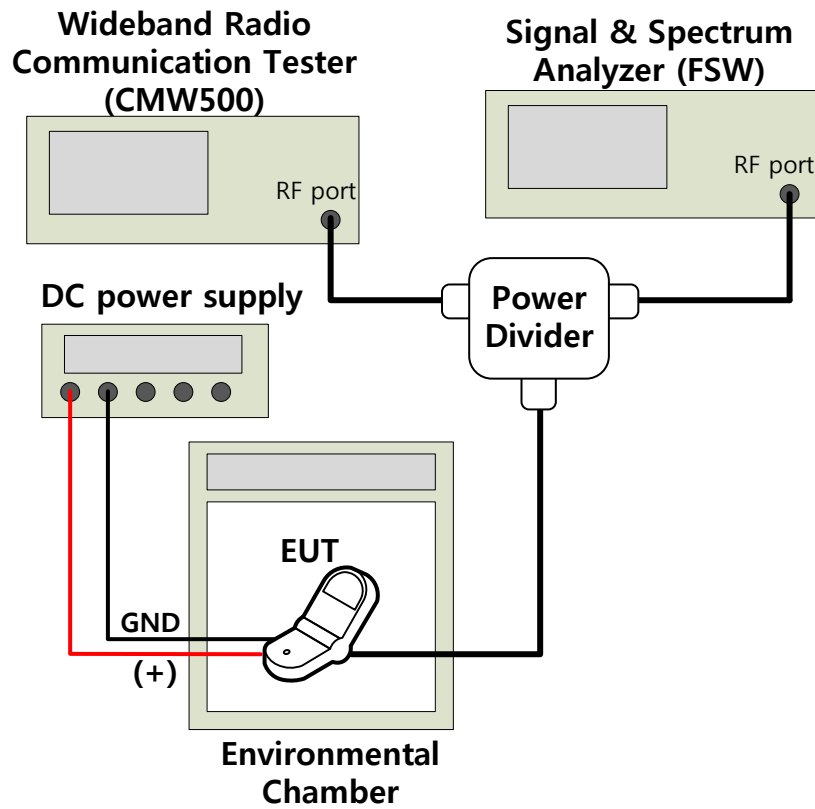 Wideband Radio
Communication Tester
(CMW500)
Signal & Spectrum
Analyzer (FSW)
RF port
RF port
DC power supply
Power
Divider
EUT
GND
(+)
Environmental
Chamber